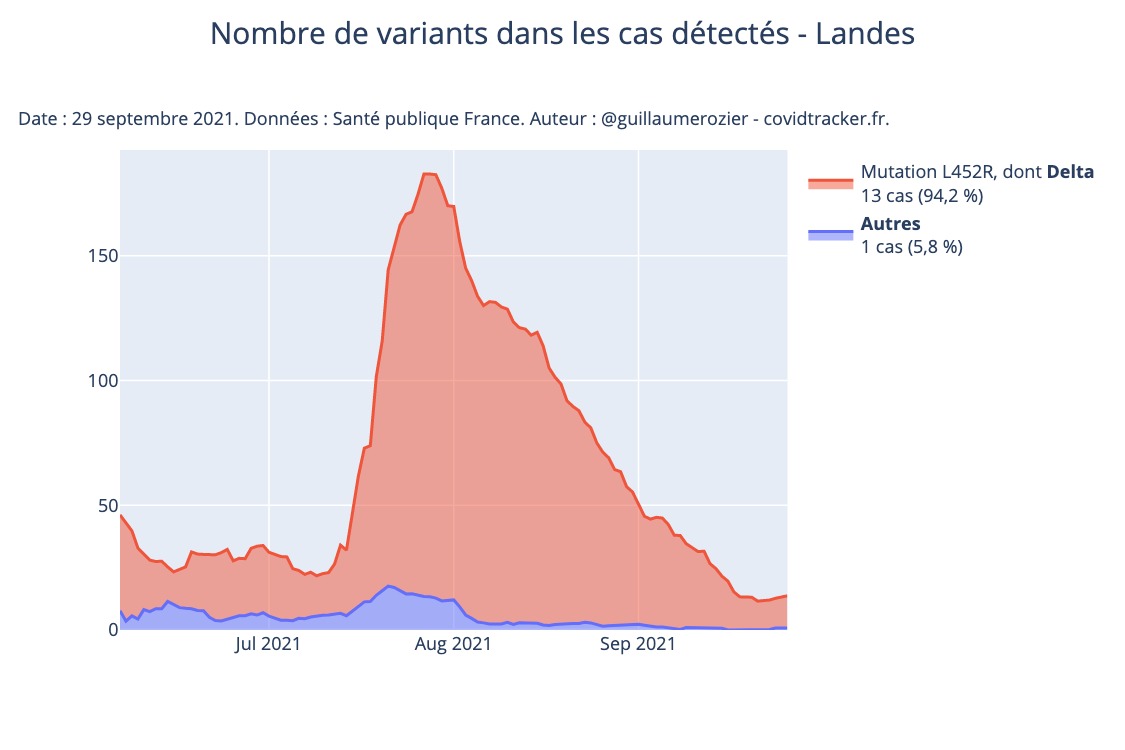 Nombre de variants dans les cas détectés - Landes
Date : 29 septembre 2021. Données : Santé publique France. Auteur : @guillaumerozier - covidtracker.fr.
Mutation L452R, dont Delta
13 cas (94,2 %)
Autres
1 cas (5,8 %)
150
100
50
0
Jul 2021
Aug 2021
Sep 2021